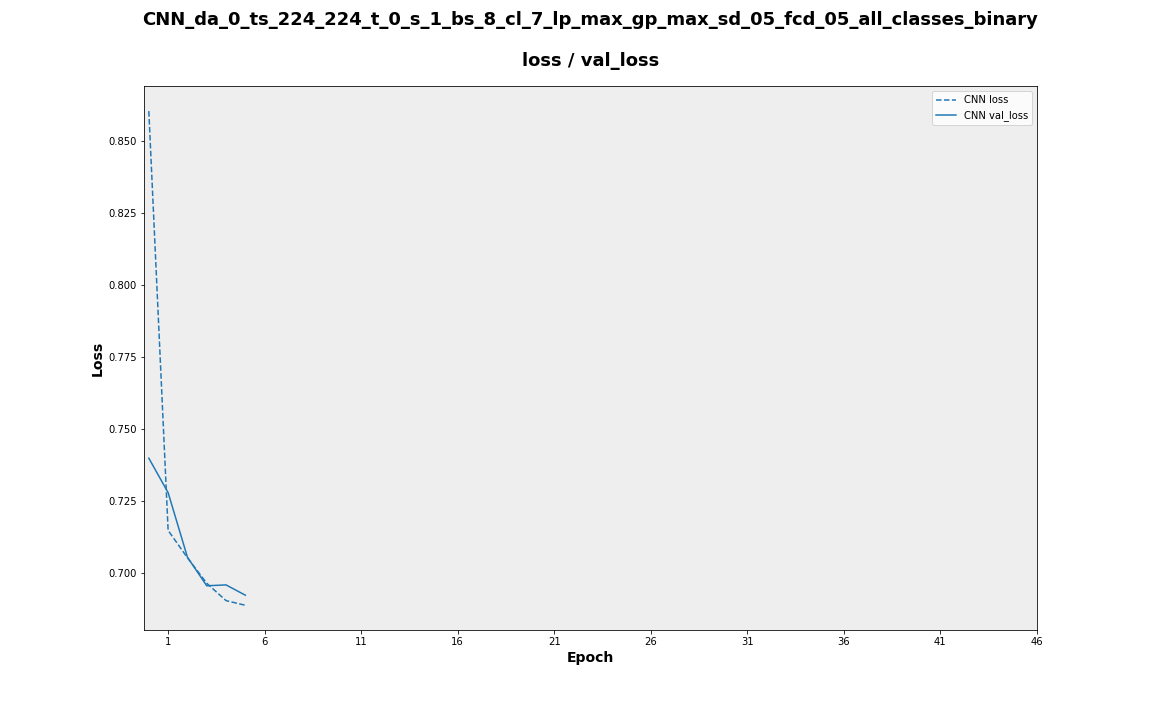 CNN_da_0_ts_224_224_t_0_s_1_bs_8_cl_7_lp_max_gp_max_sd_05_fcd_05_all_classes_binary
loss / val_loss
CNN loss
CNN val_loss
0.850
0.825
0.800
0.775
0.750
0.725
0.700
Loss
1 6 11 16 21 26 31 36 41 46
Epoch